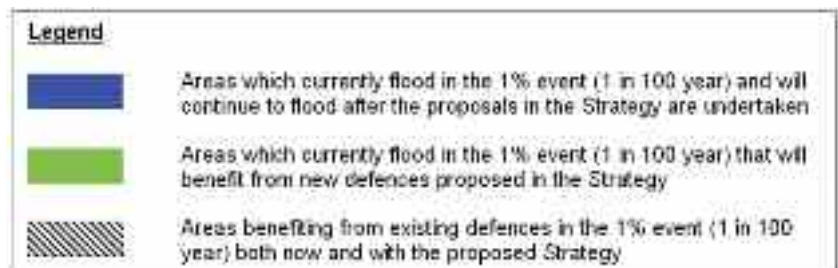 Legend
Areas which currently flood in the 1% event (1 in 100 year) and will
continue to flood after the proposals in the Strategy are undertaken
Areas which currently flood in the 1% event (1 in 100 year) that will
benefit from new defences proposed in the Strategy
Areas benefiting from existing defences in the 1% event (1 in 100
year) both now and with the proposed Strategy